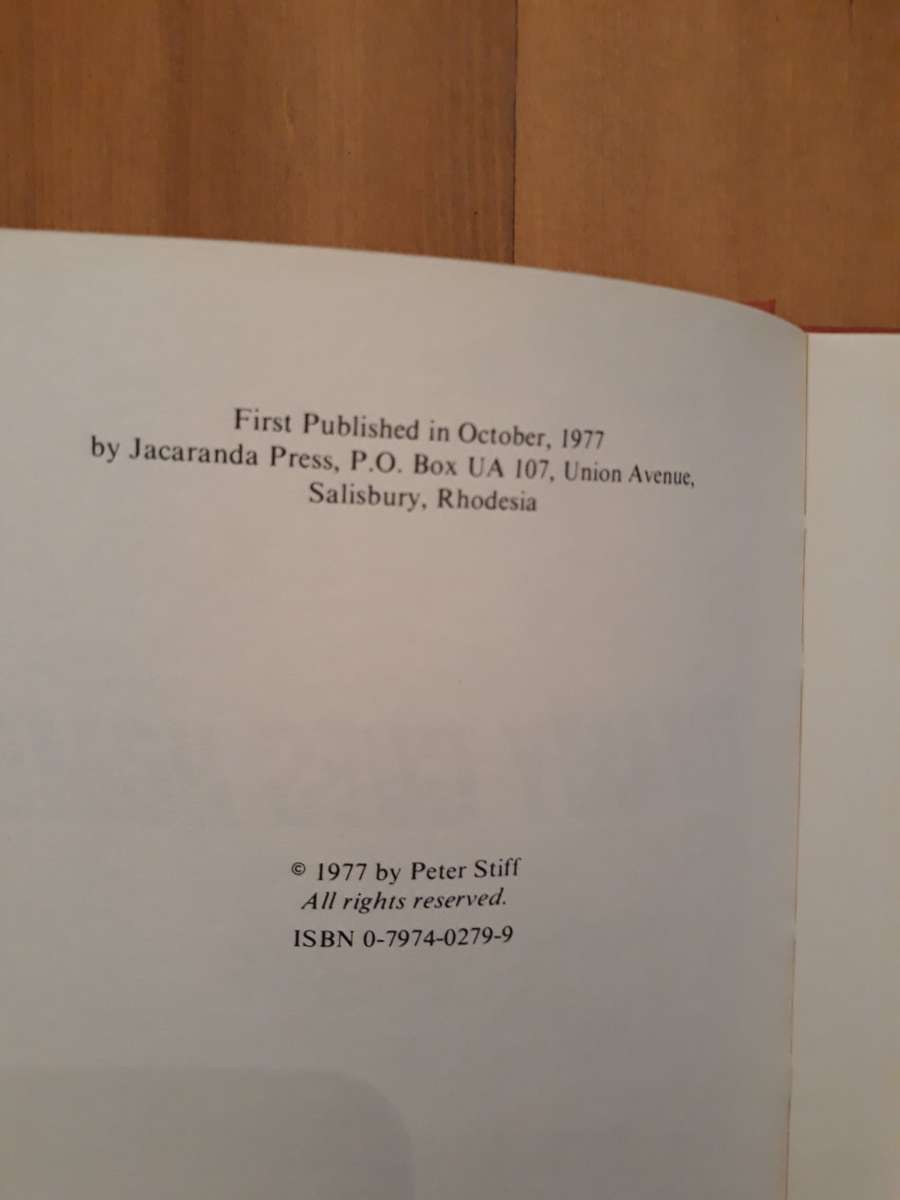 First Published in October, 1977
by Jacaranda Press, P.O. Box UA 107, Union Avenue,
Salisbury, Rhodesia
© 1977 by Peter Stiff
All rights reserved.
ISBN 0-7974-0279-9